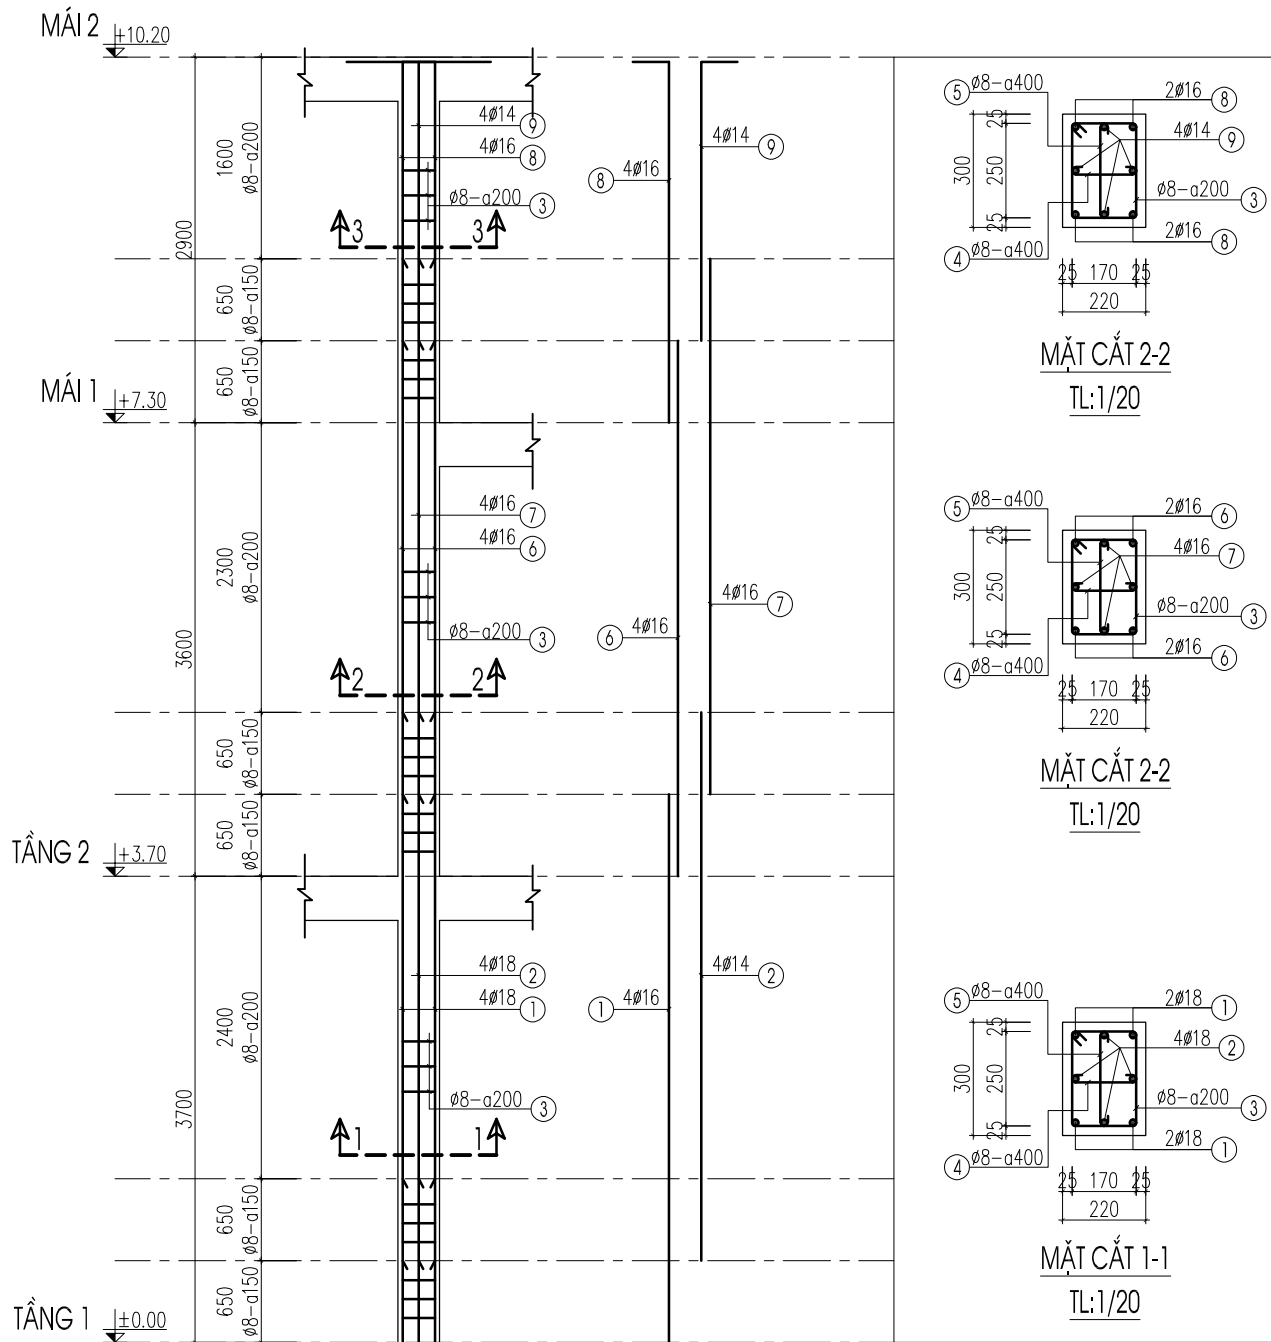 MÁI 2
+10.20
1600
ø8-a200
2900
650
ø8-a150
650
ø8-a150
MÁI 1
+7.30
2300
ø8-a200
3600
650
ø8-a150
650
ø8-a150
TẦNG 2
+3.70
2400
ø8-a200
3700
650
ø8-a150
650
ø8-a150
TẦNG 1
±0.00
4ø14 9
4ø16 8
ø8-a200 3
3 3
4ø16 7
4ø16 6
ø8-a200 3
2 2
4ø18 2
4ø18 1
ø8-a200 3
1 1
8 4ø16
4ø14 9
6 4ø16
4ø16 7
1 4ø16
4ø14 2
5 ø8-a400
2ø16 8
4ø14 9
ø8-a200 3
4 ø8-a400
2ø16 8
25
300 250
25
25 170 25
220
MẶT CẮT 2-2
TL:1/20
5 ø8-a400
2ø16 6
4ø16 7
ø8-a200 3
4 ø8-a400
2ø16 6
25
300 250
25
25 170 25
220
MẶT CẮT 2-2
TL:1/20
5 ø8-a400
2ø18 1
4ø18 2
ø8-a200 3
4 ø8-a400
2ø18 1
25
300 250
25
25 170 25
220
MẶT CẮT 1-1
TL:1/20